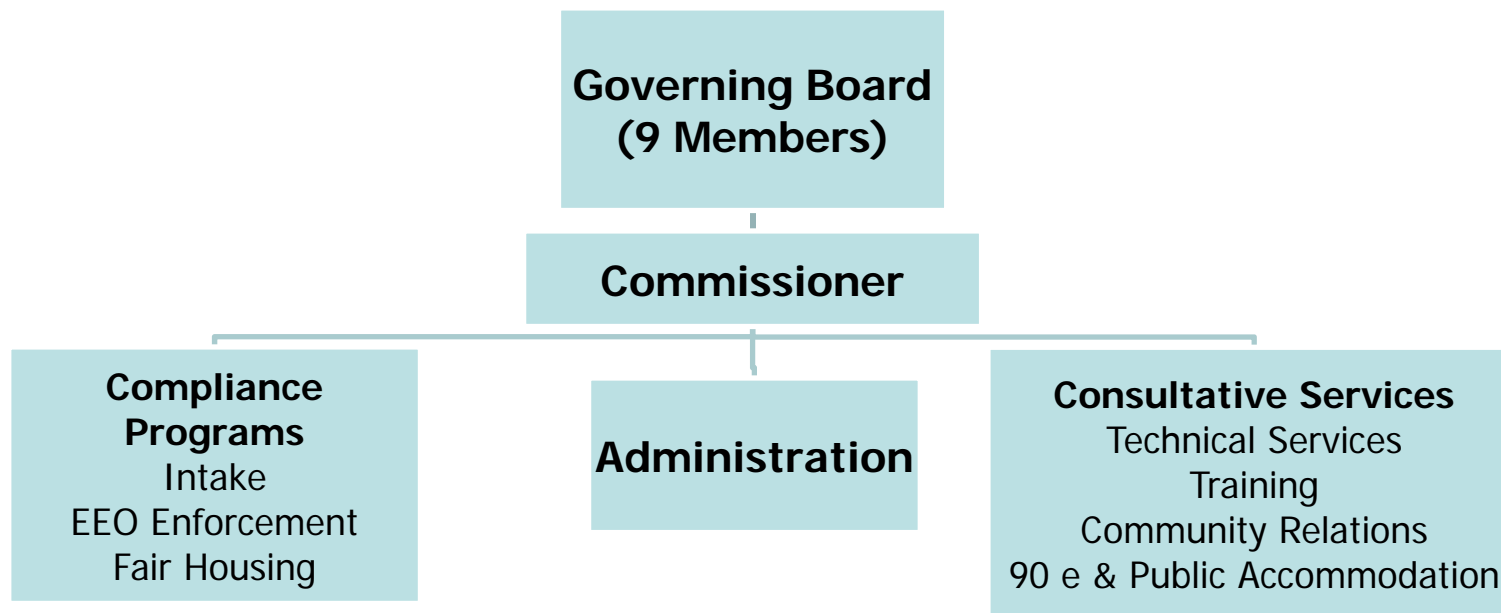 Governing Board
(9 Members)
Commissioner
Compliance
Programs
Intake
EEO Enforcement
Fair Housing
Administration
Consultative Services
Technical Services
Training
Community Relations
90 e & Public Accommodation